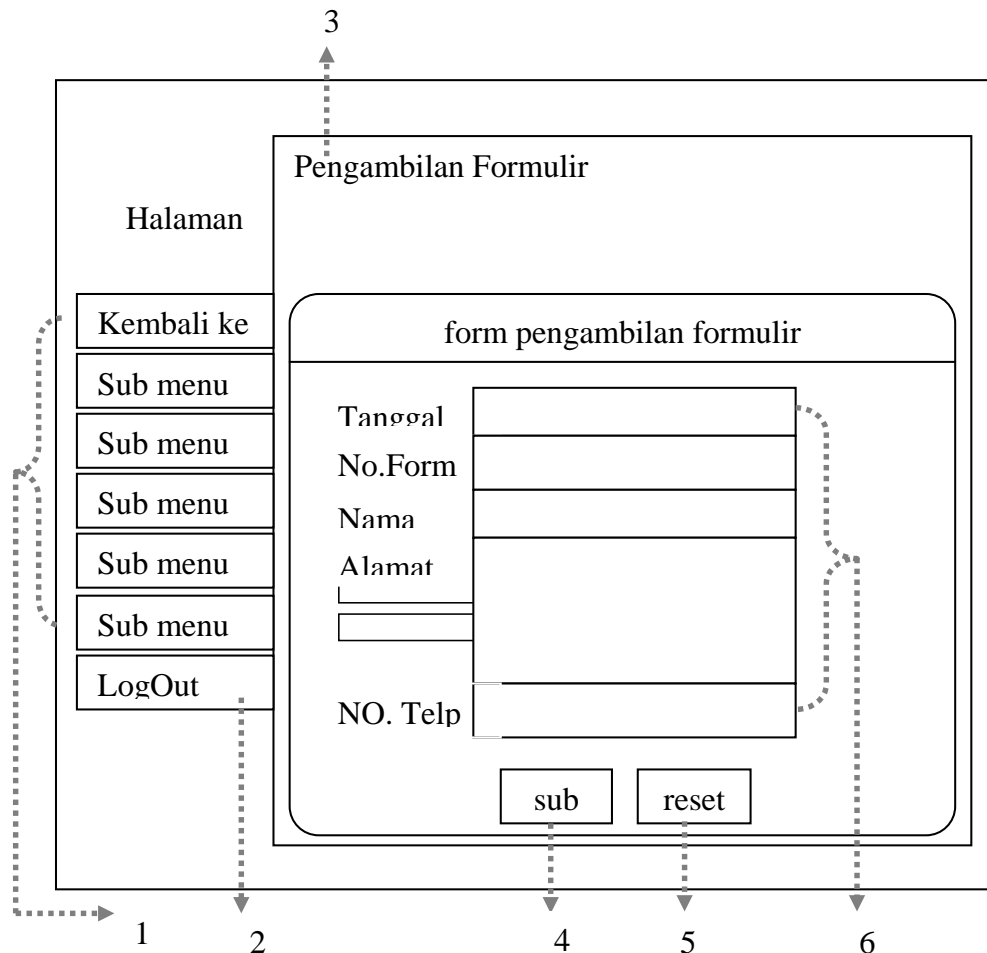 3
Pengambilan Formulir
Halaman
Kembali ke
Sub menu
Sub menu
Sub menu
Sub menu
Sub menu
LogOut
form pengambilan formulir
Tanggal
No.Form
Nama
Alamat
NO. Telp
sub
reset
1
2
4
5
6